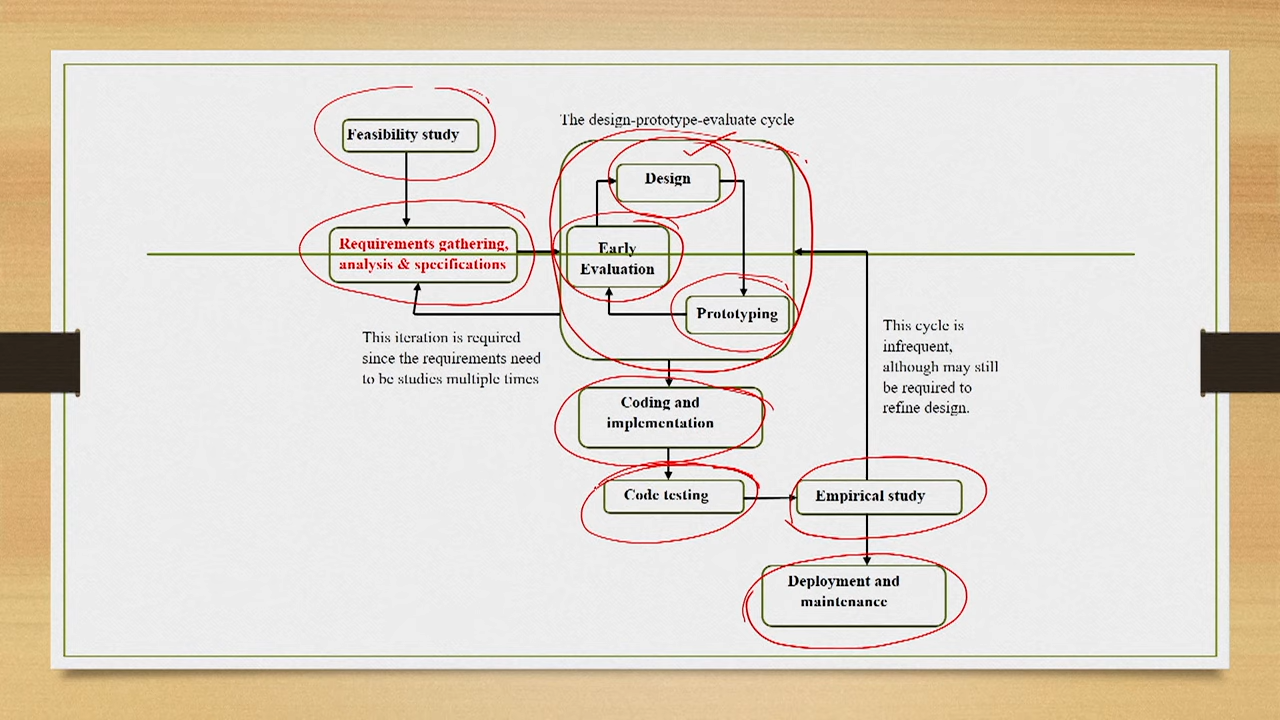 Feasibility study
The design-prototype-evaluate cycle
Design
Requirements gathering,
analysis & specifications
Early
Evaluation
Prototyping
This iteration is required
since the requirements need
to be studies multiple times
This cycle is
infrequent,
although may still
be required to
refine design.
Coding and
implementation
Code testing
Empirical study
Deployment and
maintenance